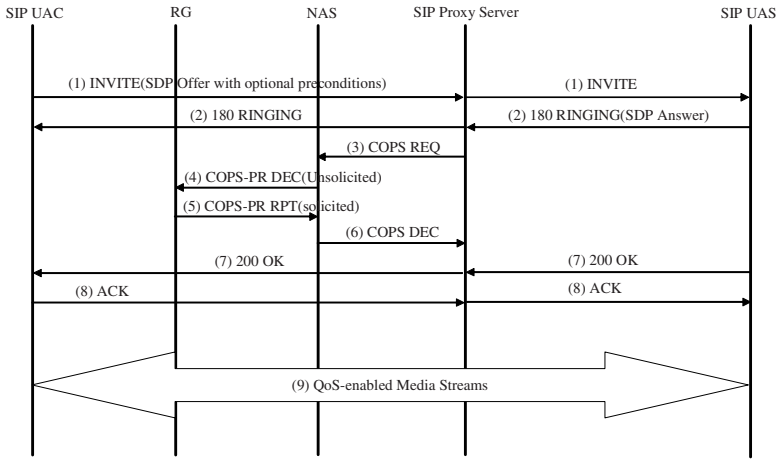 SIP UAC RG NAS SIP Proxy Server SIP UAS
(1) INVITE(SDP Offer with optional preconditions) (1) INVITE
(2) 180 RINGING (2) 180 RINGING(SDP Answer)
(3) COPS REQ
(4) COPS-PR DEC(Unsolicited)
(5) COPS-PR RPT(solicited)
(6) COPS DEC
(7) 200 OK (7) 200 OK
(8) ACK (8) ACK
(9) QoS-enabled Media Streams